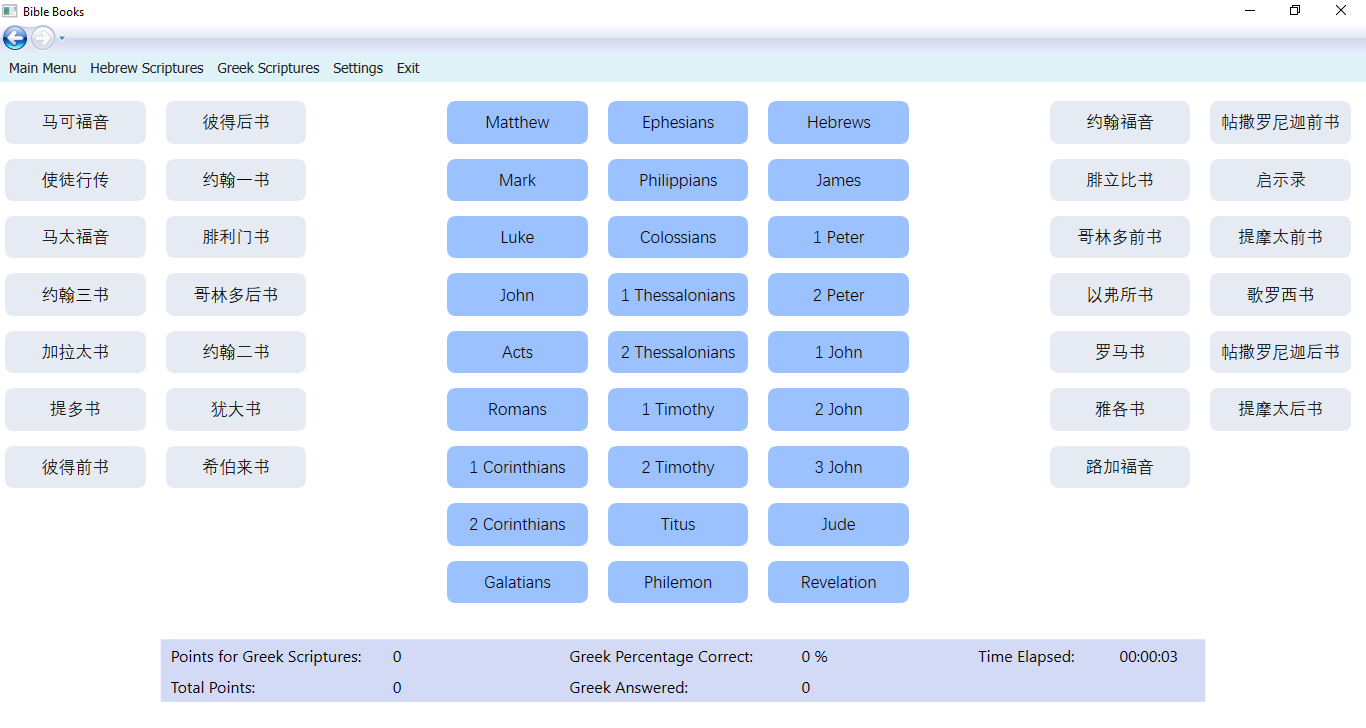 Bible Books
Main Menu Hebrew Scriptures Greek Scriptures Settings Exit
马可福音 彼得后书 Matthew Ephesians Hebrews 约翰福音 帖撒罗尼迦前书
使徒行传 约翰一书 Mark Philippians James 腓立比书 启示录
马太福音 腓利门书 Luke Colossians 1 Peter 哥林多前书 提摩太前书
约翰三书 哥林多后书 John 1 Thessalonians 2 Peter 以弗所书 歌罗西书
加拉太书 约翰二书 Acts 2 Thessalonians 1 John 罗马书 帖撒罗尼迦后书
提多书 犹大书 Romans 1 Timothy 2 John 雅各书 提摩太后书
彼得前书 希伯来书 1 Corinthians 2 Timothy 3 John 路加福音
2 Corinthians Titus Jude
Galatians Philemon Revelation
Points for Greek Scriptures: 0 Greek Percentage Correct: 0 % Time Elapsed: 00:00:03
Total Points: 0 Greek Answered: 0